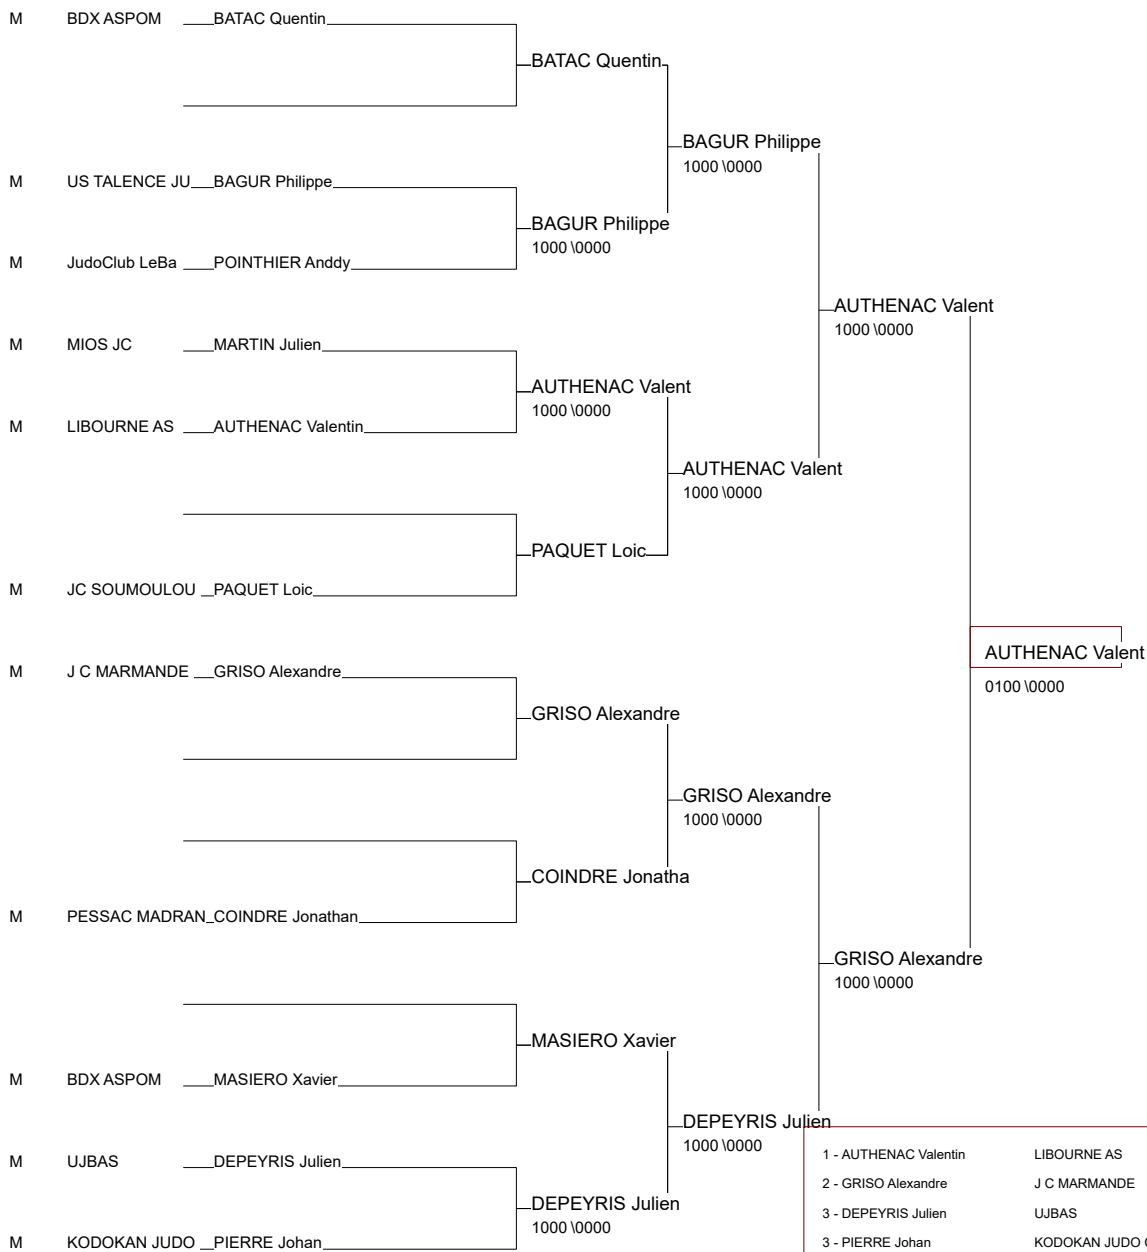 M BDX ASPOM BATAC Quentin
BATAC Quentin
BAGUR Philippe
1000 \0000
M US TALENCE JU BAGUR Philippe
BAGUR Philippe
1000 \0000
M JudoClub LeBa POINTHIER Anddy
AUTHENAC Valent
1000 \0000
M MIOS JC MARTIN Julien
AUTHENAC Valent
1000 \0000
M LIBOURNE AS AUTHENAC Valentin
AUTHENAC Valent
1000 \0000
PAQUET Loic
M JC SOUMOULOU PAQUET Loic
AUTHENAC Valent
0100 \0000
M J C MARMANDE GRISO Alexandre
GRISO Alexandre
GRISO Alexandre
1000 \0000
COINDRE Jonatha
M PESSAC MADRAN COINDRE Jonathan
GRISO Alexandre
1000 \0000
MASIERO Xavier
M BDX ASPOM MASIERO Xavier
DEPEYRIS Julien
1000 \0000
M UJBAS DEPEYRIS Julien
DEPEYRIS Julien
1000 \0000
M KODOKAN JUDO PIERRE Johan
1 - AUTHENAC Valentin LIBOURNE AS
2 - GRISO Alexandre J C MARMANDE
3 - DEPEYRIS Julien UJBAS
3 - PIERRE Johan KODOKAN JUDO